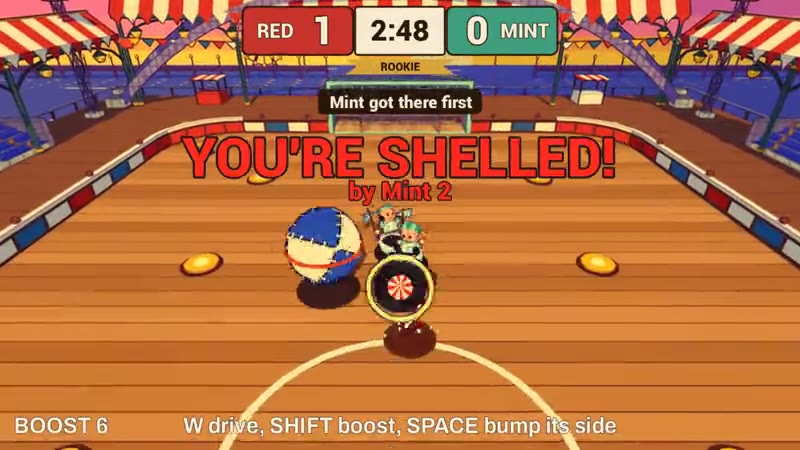 RED 1 2:48 0 MINT
ROOKIE
Mint got there first
YOU'RE SHELLED!
by Mint 2
BOOST 6 W drive, SHIFT boost, SPACE bump its side